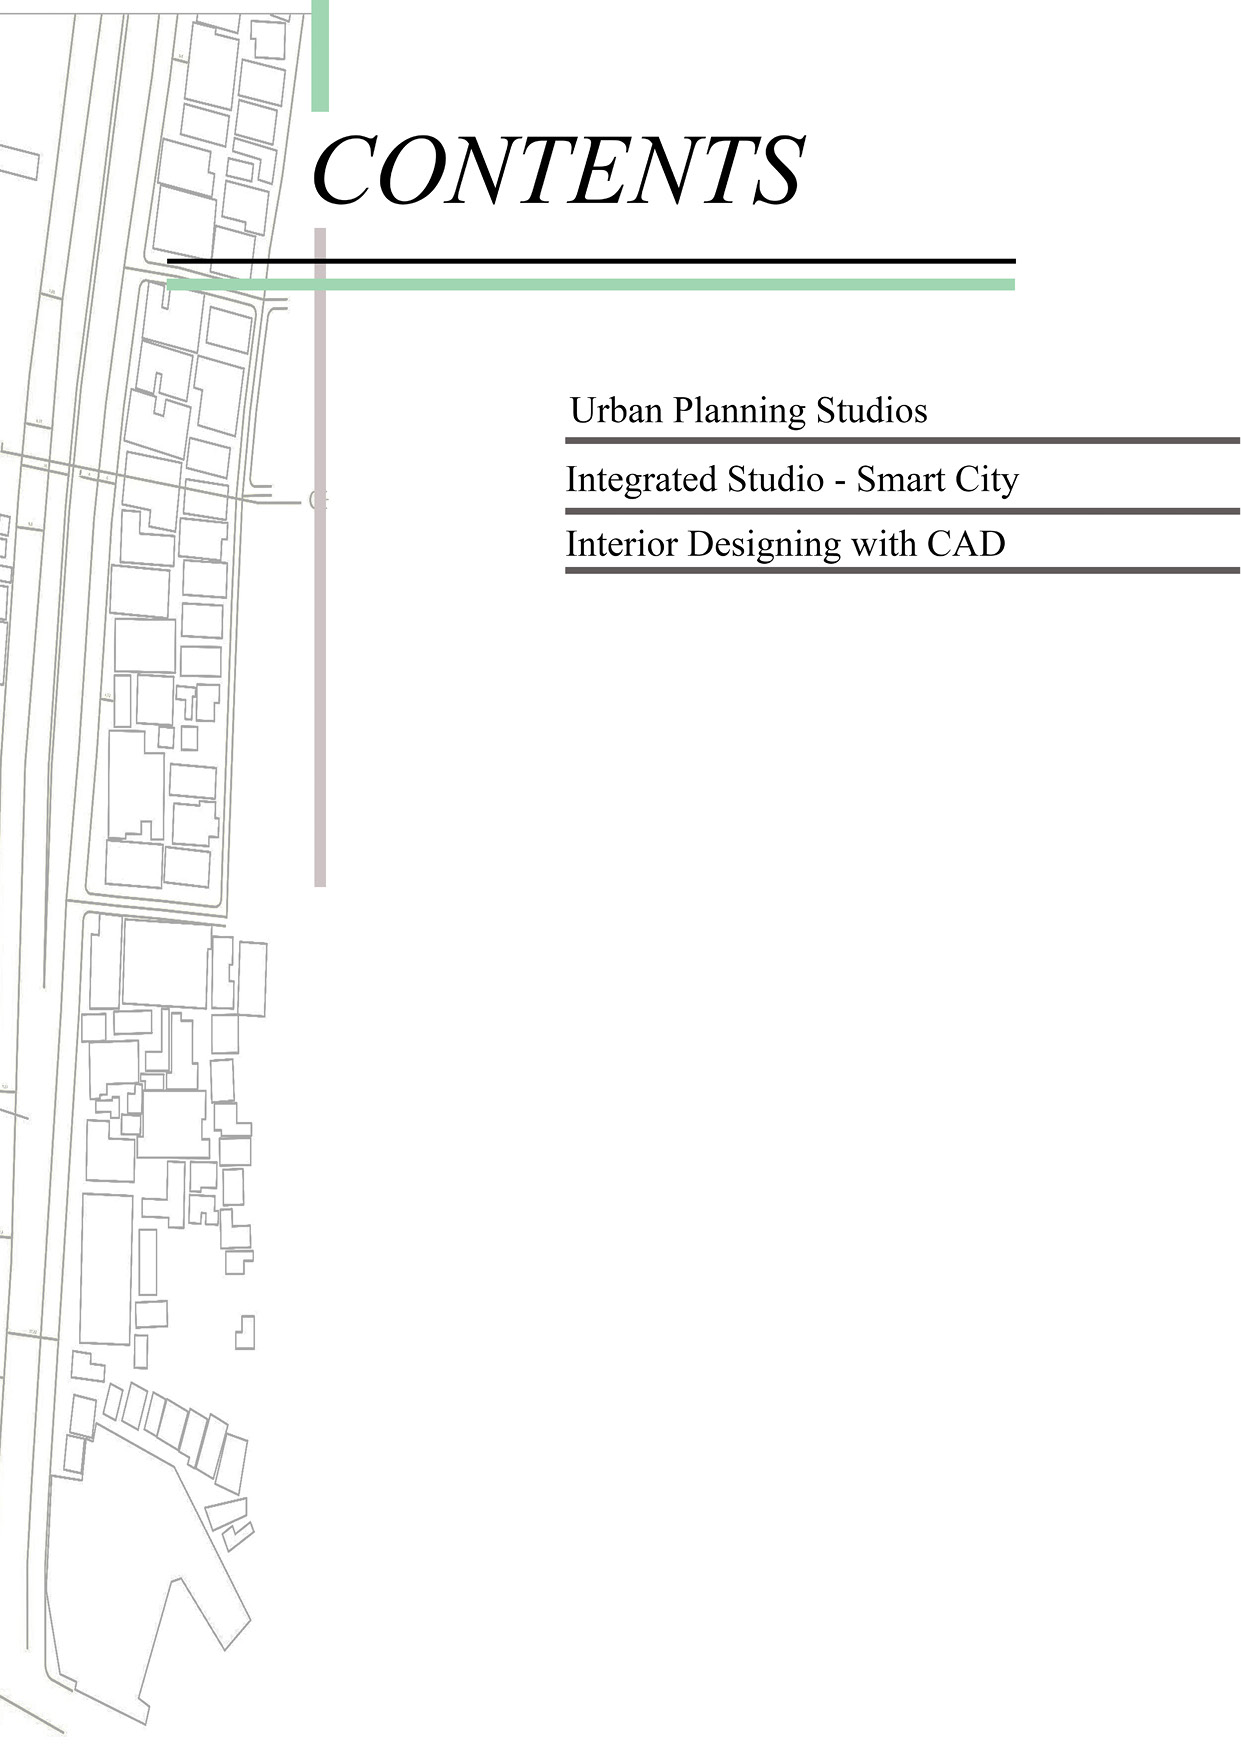 CONTENTS
Urban Planning Studios
Integrated Studio - Smart City
Interior Designing with CAD